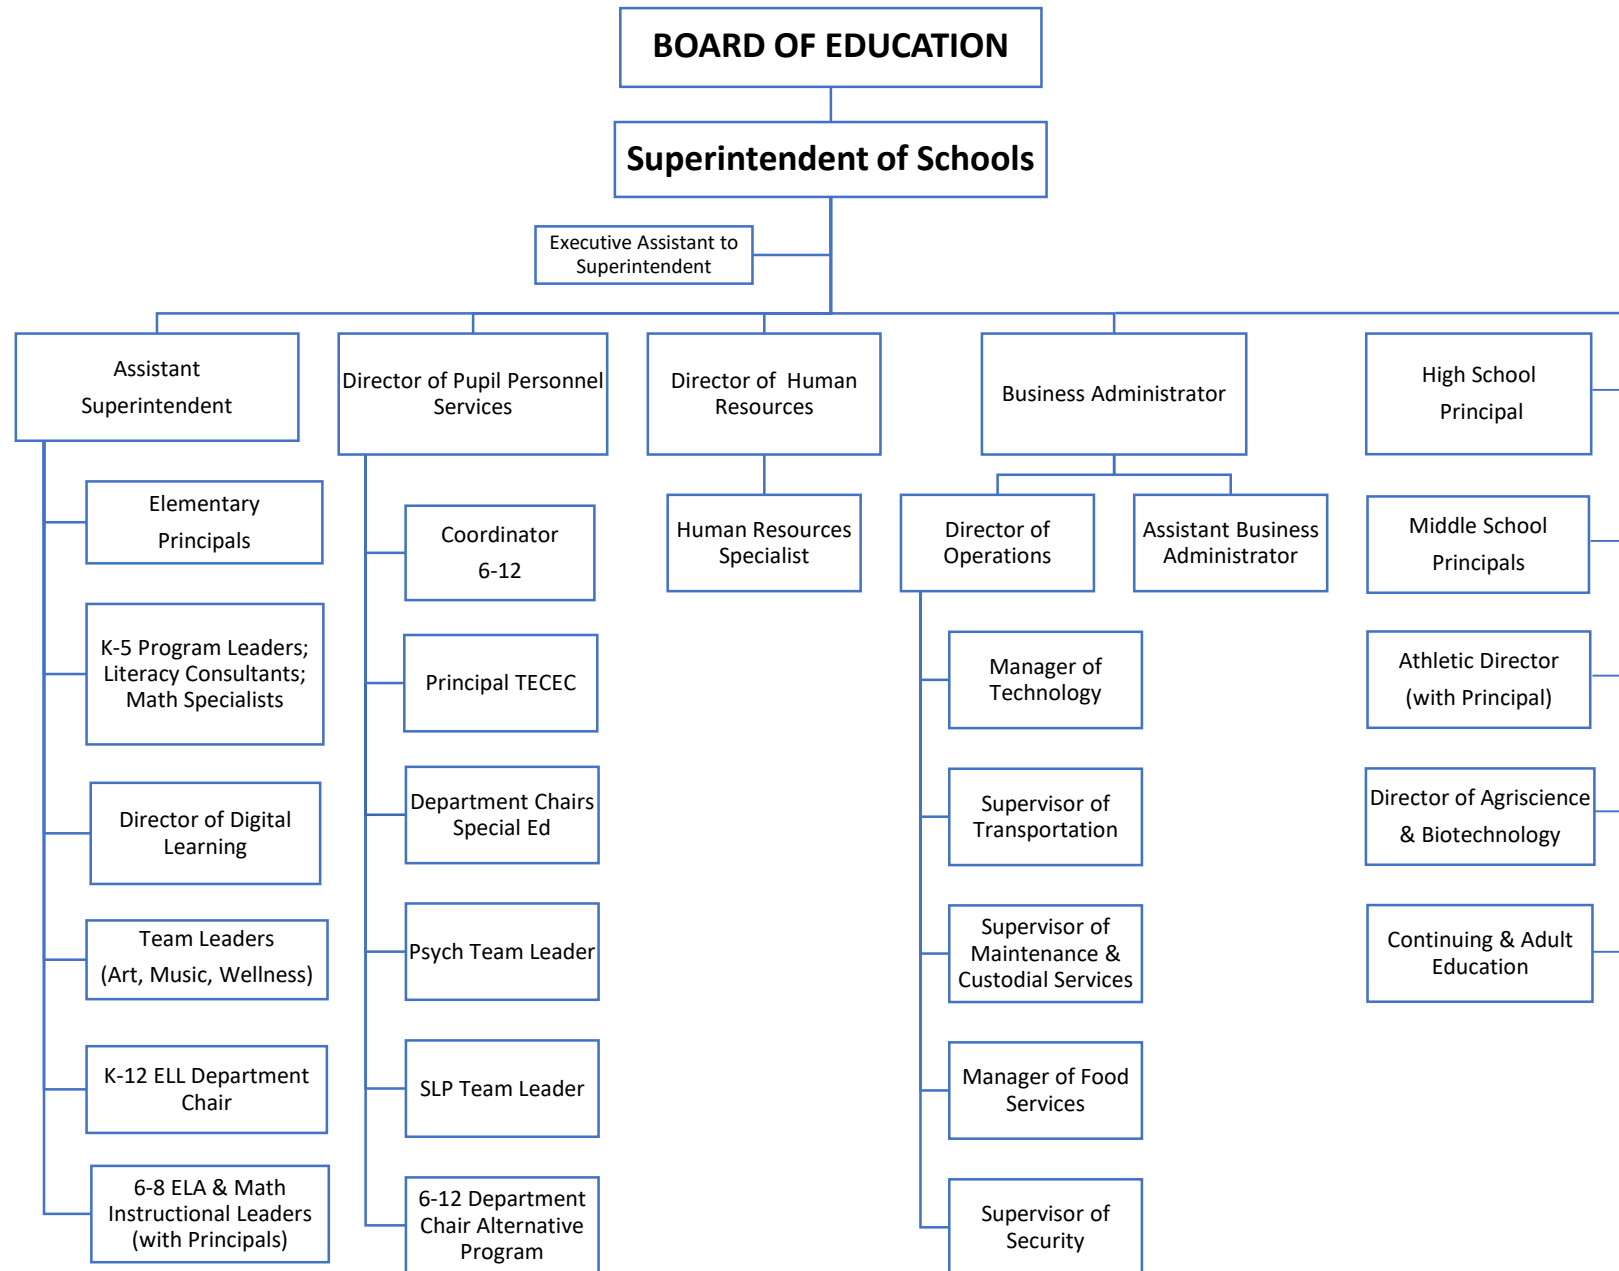 BOARD OF EDUCATION
Superintendent of Schools
Executive Assistant to
Superintendent
Assistant
Superintendent
Director of Pupil Personnel
Services
Director of Human
Resources
Business Administrator
High School
Principal
Elementary
Principals
Coordinator
6-12
Human Resources
Specialist
Director of
Operations
Assistant Business
Administrator
Middle School
Principals
K-5 Program Leaders;
Literacy Consultants;
Math Specialists
Principal TECEC
Manager of
Technology
Athletic Director
(with Principal)
Director of Digital
Learning
Department Chairs
Special Ed
Supervisor of
Transportation
Director of Agriscience
& Biotechnology
Team Leaders
(Art, Music, Wellness)
Psych Team Leader
Supervisor of
Maintenance &
Custodial Services
Continuing & Adult
Education
K-12 ELL Department
Chair
SLP Team Leader
Manager of Food
Services
6-8 ELA & Math
Instructional Leaders
(with Principals)
6-12 Department
Chair Alternative
Program
Supervisor of
Security